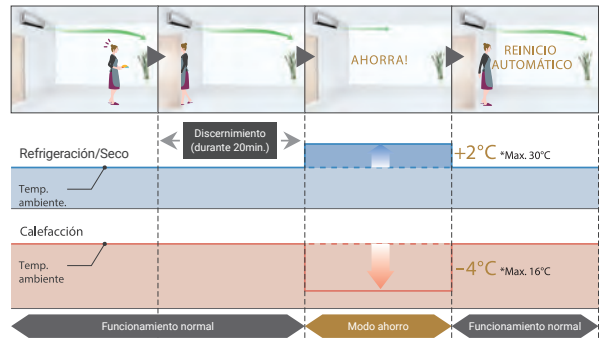 AHORRA!
REINICIO
AUTOMÁTICO
Discernimiento
(durante 20min.)
Refrigeración/Seco
+2°C *Max. 30°C
Temp.
ambiente.
Calefacción
Temp.
ambiente
-4°C *Max. 16°C
Funcionamiento normal
Modo ahorro
Funcionamiento normal